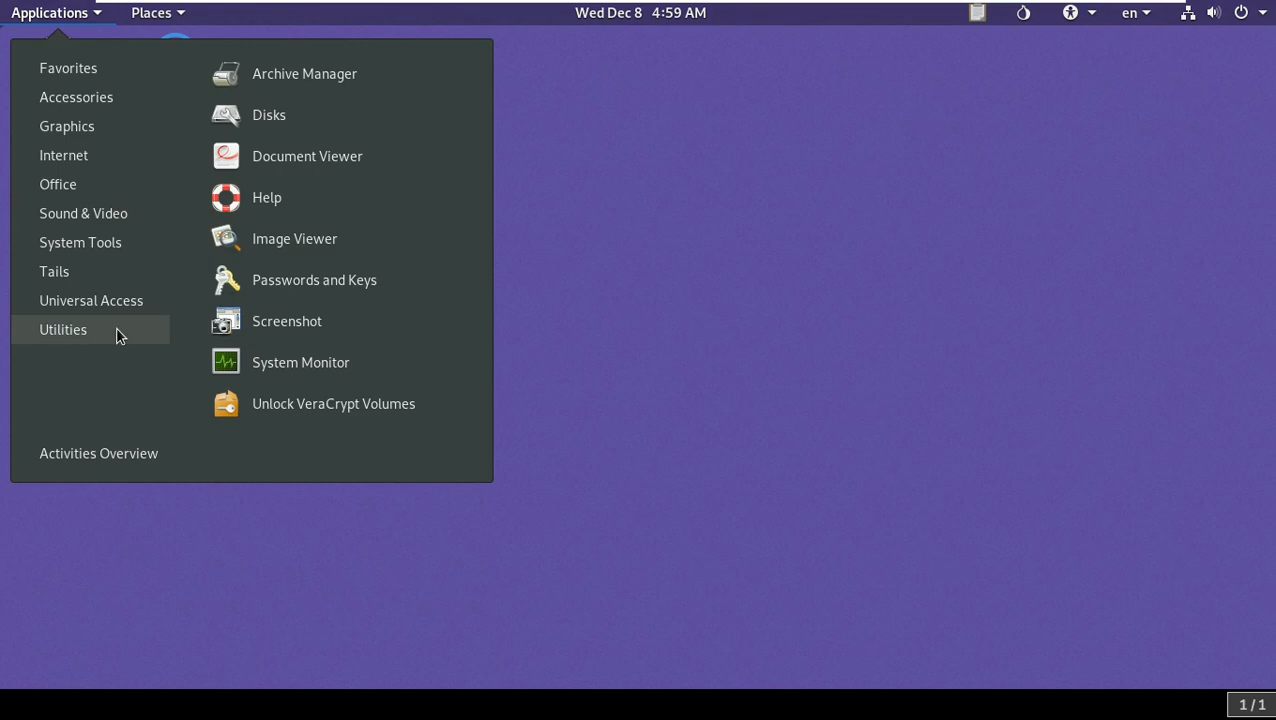 Applications Places Wed Dec 8 4:59 AM en
Favorites
Accessories
Graphics
Internet
Office
Sound & Video
System Tools
Tails
Universal Access
Utilities
Activities Overview
Archive Manager
Disks
Document Viewer
Help
Image Viewer
Passwords and Keys
Screenshot
System Monitor
Unlock VeraCrypt Volumes
1 / 1